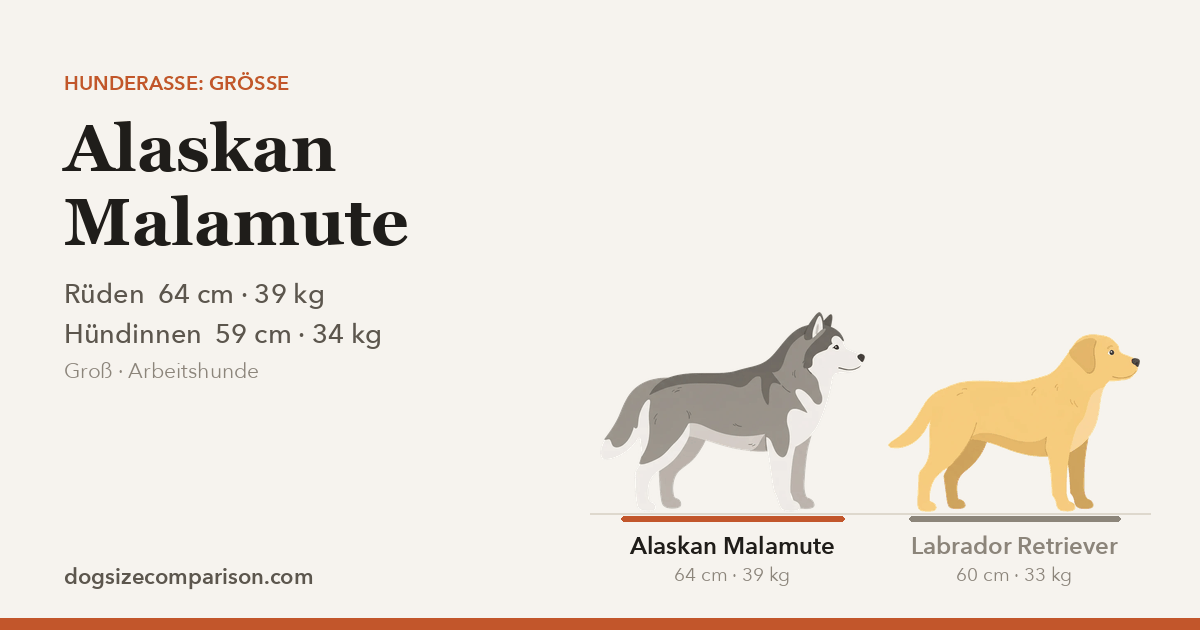 HUNDERASSE: GRÖSSE
Alaskan
Malamute
Rüden 64 cm · 39 kg
Hündinnen 59 cm · 34 kg
Groß · Arbeitshunde
Alaskan Malamute
64 cm · 39 kg
Labrador Retriever
60 cm · 33 kg
dogsizecomparison.com